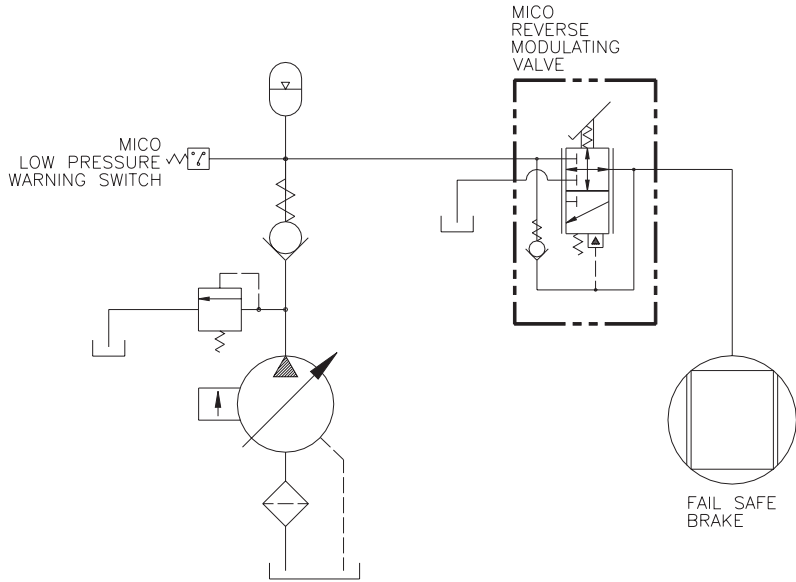 MICO
REVERSE
MODULATING
VALVE
MICO
LOW PRESSURE
WARNING SWITCH
FAIL SAFE
BRAKE